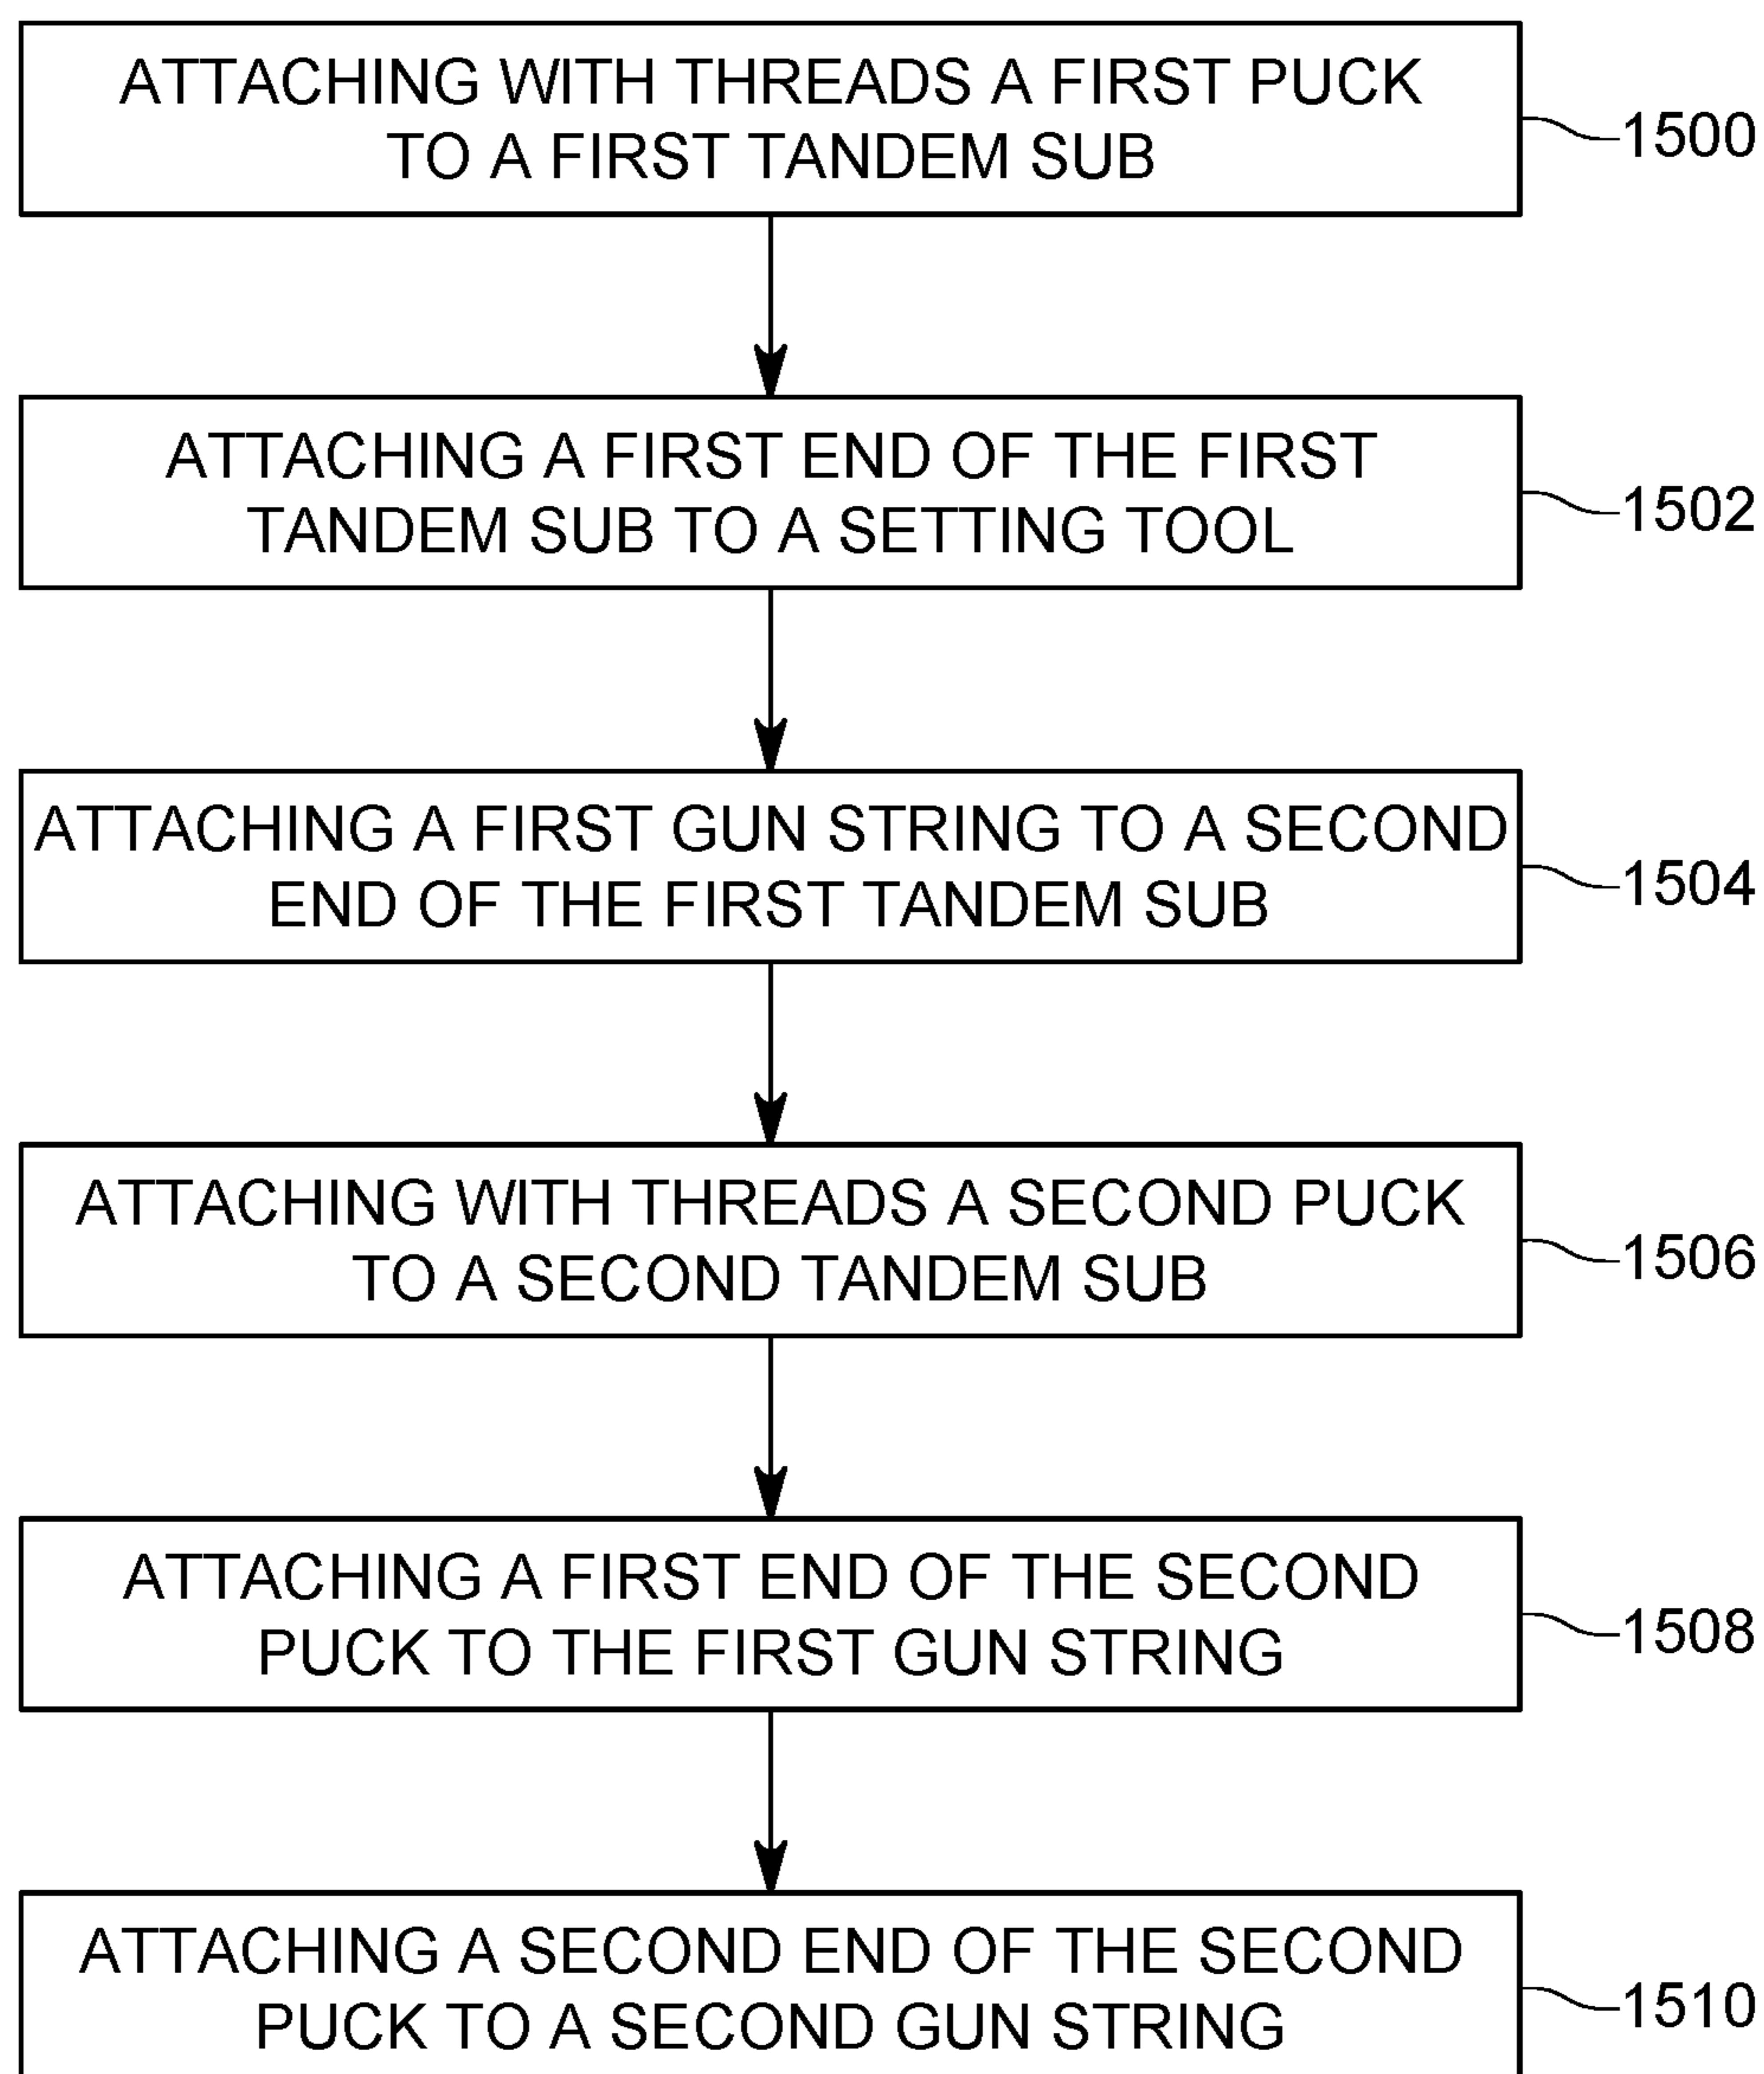 ATTACHING WITH THREADS A FIRST PUCK
TO A FIRST TANDEM SUB
1500
ATTACHING A FIRST END OF THE FIRST
TANDEM SUB TO A SETTING TOOL
1502
ATTACHING A FIRST GUN STRING TO A SECOND
END OF THE FIRST TANDEM SUB
1504
ATTACHING WITH THREADS A SECOND PUCK
TO A SECOND TANDEM SUB
1506
ATTACHING A FIRST END OF THE SECOND
PUCK TO THE FIRST GUN STRING
1508
ATTACHING A SECOND END OF THE SECOND
PUCK TO A SECOND GUN STRING
1510